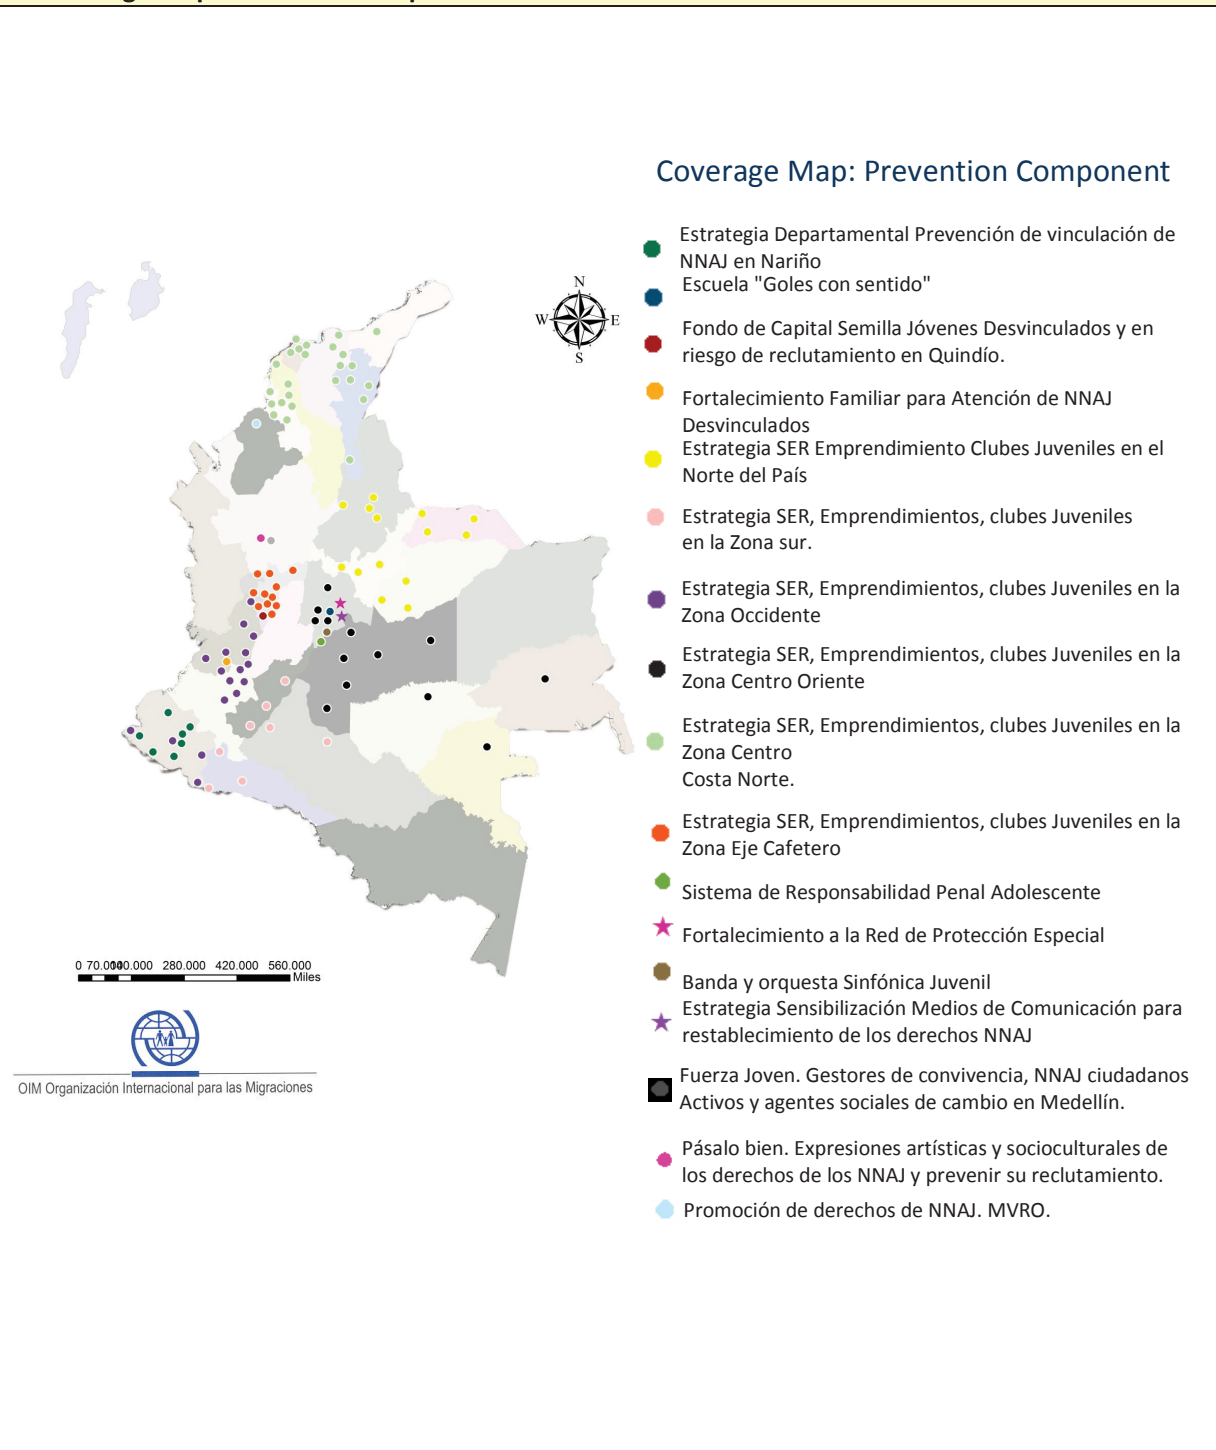 Coverage Map: Prevention Component
Estrategia Departamental Prevención de vinculación de
NNAJ en Nariño
Escuela "Goles con sentido"
Fondo de Capital Semilla Jóvenes Desvinculados y en
riesgo de reclutamiento en Quindío.
Fortalecimiento Familiar para Atención de NNAJ
Desvinculados
Estrategia SER Emprendimiento Clubes Juveniles en el
Norte del País
Estrategia SER, Emprendimientos, clubes Juveniles
en la Zona sur.
Estrategia SER, Emprendimientos, clubes Juveniles en la
Zona Occidente
Estrategia SER, Emprendimientos, clubes Juveniles en la
Zona Centro Oriente
Estrategia SER, Emprendimientos, clubes Juveniles en la
Zona Centro
Costa Norte.
Estrategia SER, Emprendimientos, clubes Juveniles en la
Zona Eje Cafetero
Sistema de Responsabilidad Penal Adolescente
Fortalecimiento a la Red de Protección Especial
Banda y orquesta Sinfónica Juvenil
Estrategia Sensibilización Medios de Comunicación para
restablecimiento de los derechos NNAJ
Fuerza Joven. Gestores de convivencia, NNAJ ciudadanos
Activos y agentes sociales de cambio en Medellín.
Pásalo bien. Expresiones artísticas y socioculturales de
los derechos de los NNAJ y prevenir su reclutamiento.
Promoción de derechos de NNAJ. MVRO.
N
W E
S
0 280.000 420.000 560.000
Miles
OIM Organización Internacional para las Migraciones